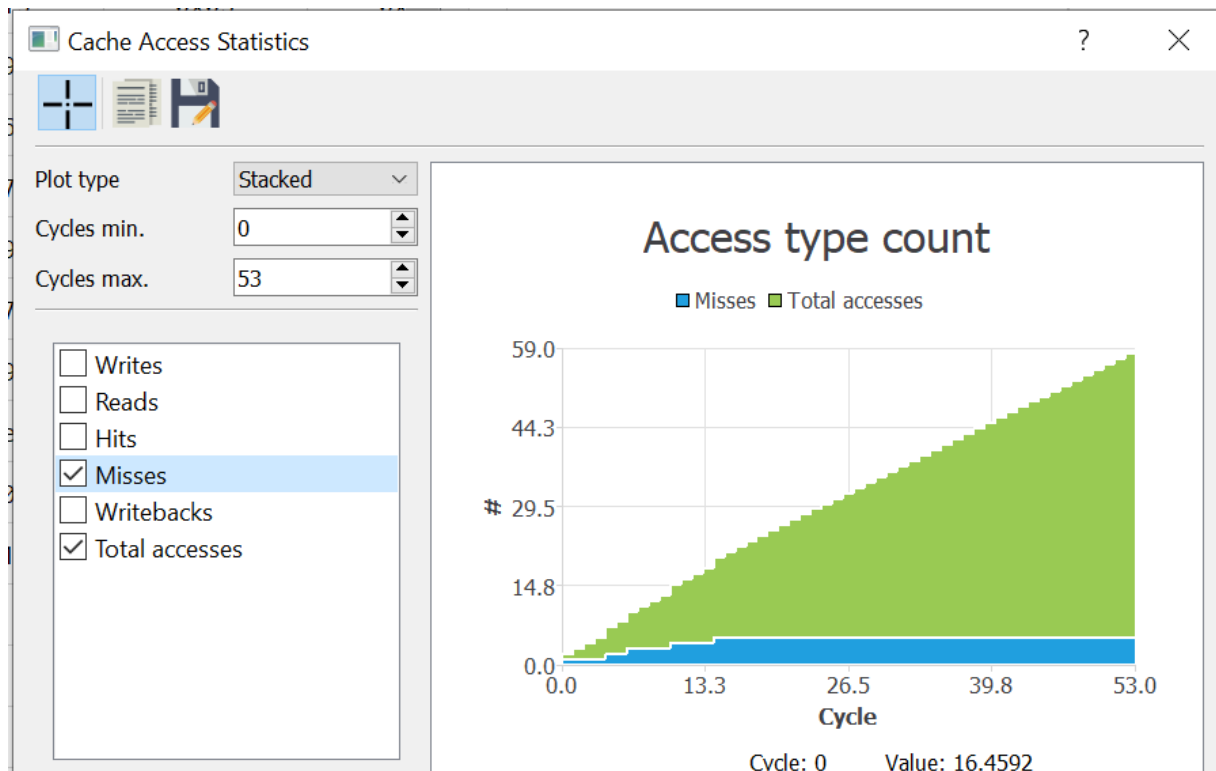 Cache Access Statistics
?
Plot type
Stacked
Cycles min.
0
Cycles max.
53
Writes
Reads
Hits
Misses
Writebacks
Total accesses
Access type count
Misses Total accesses
59.0
44.3
# 29.5
14.8
0.0
0.0 13.3 26.5 39.8 53.0
Cycle
Cycle: 0 Value: 16.4592